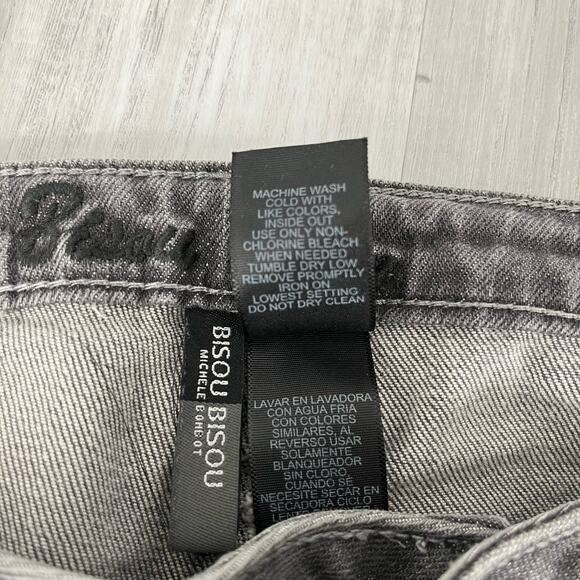 Bisou
MACHINE WASH
COLD WITH
LIKE COLORS,
INSIDE OUT
USE ONLY NON-
CHLORINE BLEACH
WHEN NEEDED
TUMBLE DRY LOW
REMOVE PROMPTLY
IRON ON
LOWEST SETTING
DO NOT DRY CLEAN
BISOU BISOU
MICHELE BOHBOT
LAVAR EN LAVADORA
CON AGUA FRIA
CON COLORES
SIMILARES, AL
REVERSO USAR
SOLAMENTE
BLANQUEADOR
SIN CLORO,
CUANDO SÉ
NECESITE SECAR EN
SECADORA CICLO